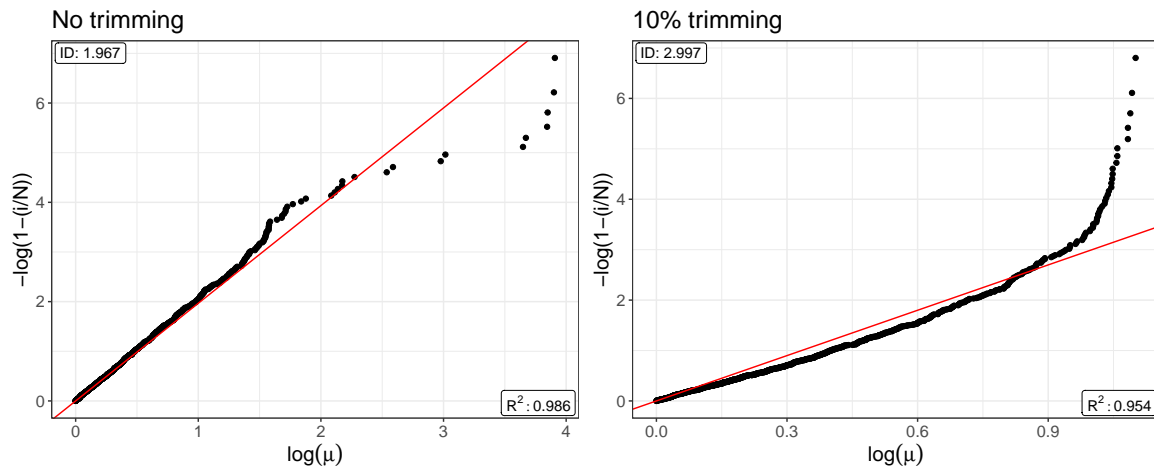 No trimming
ID: 1.967
−log(1−(i/N))
6
4
2
0
R²: 0.986
0 1 2 3 4
log(μ)
10% trimming
ID: 2.997
−log(1−(i/N))
6
4
2
0
R²: 0.954
0.0 0.3 0.6 0.9
log(μ)